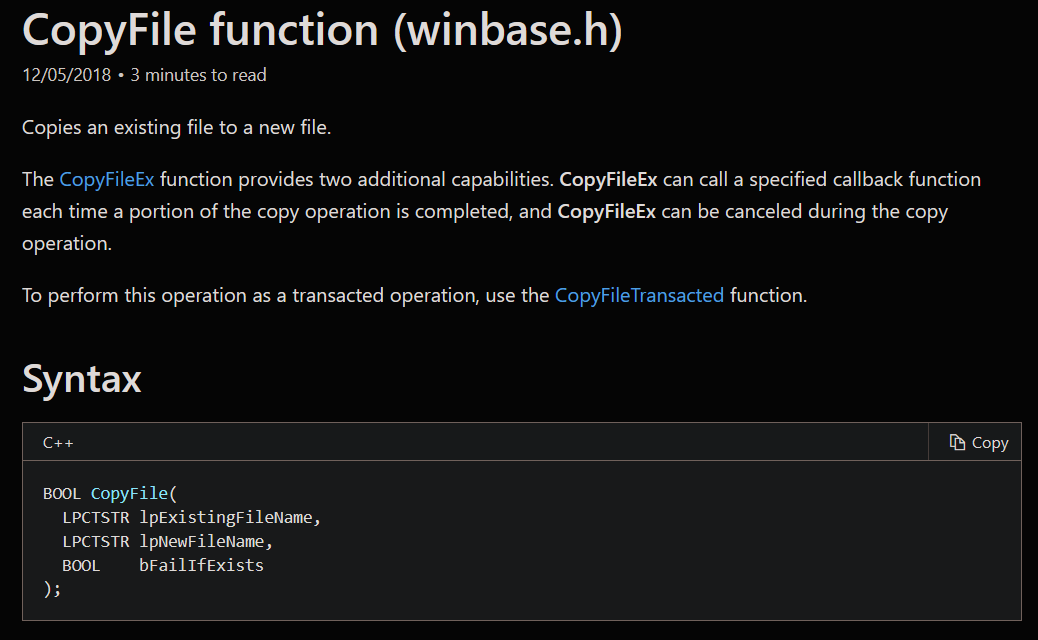 CopyFile function (winbase.h)
12/05/2018 • 3 minutes to read
Copies an existing file to a new file.
The CopyFileEx function provides two additional capabilities. CopyFileEx can call a specified callback function
each time a portion of the copy operation is completed, and CopyFileEx can be canceled during the copy
operation.
To perform this operation as a transacted operation, use the CopyFileTransacted function.
Syntax
C++ Copy
BOOL CopyFile(
  LPCTSTR lpExistingFileName,
  LPCTSTR lpNewFileName,
  BOOL    bFailIfExists
);